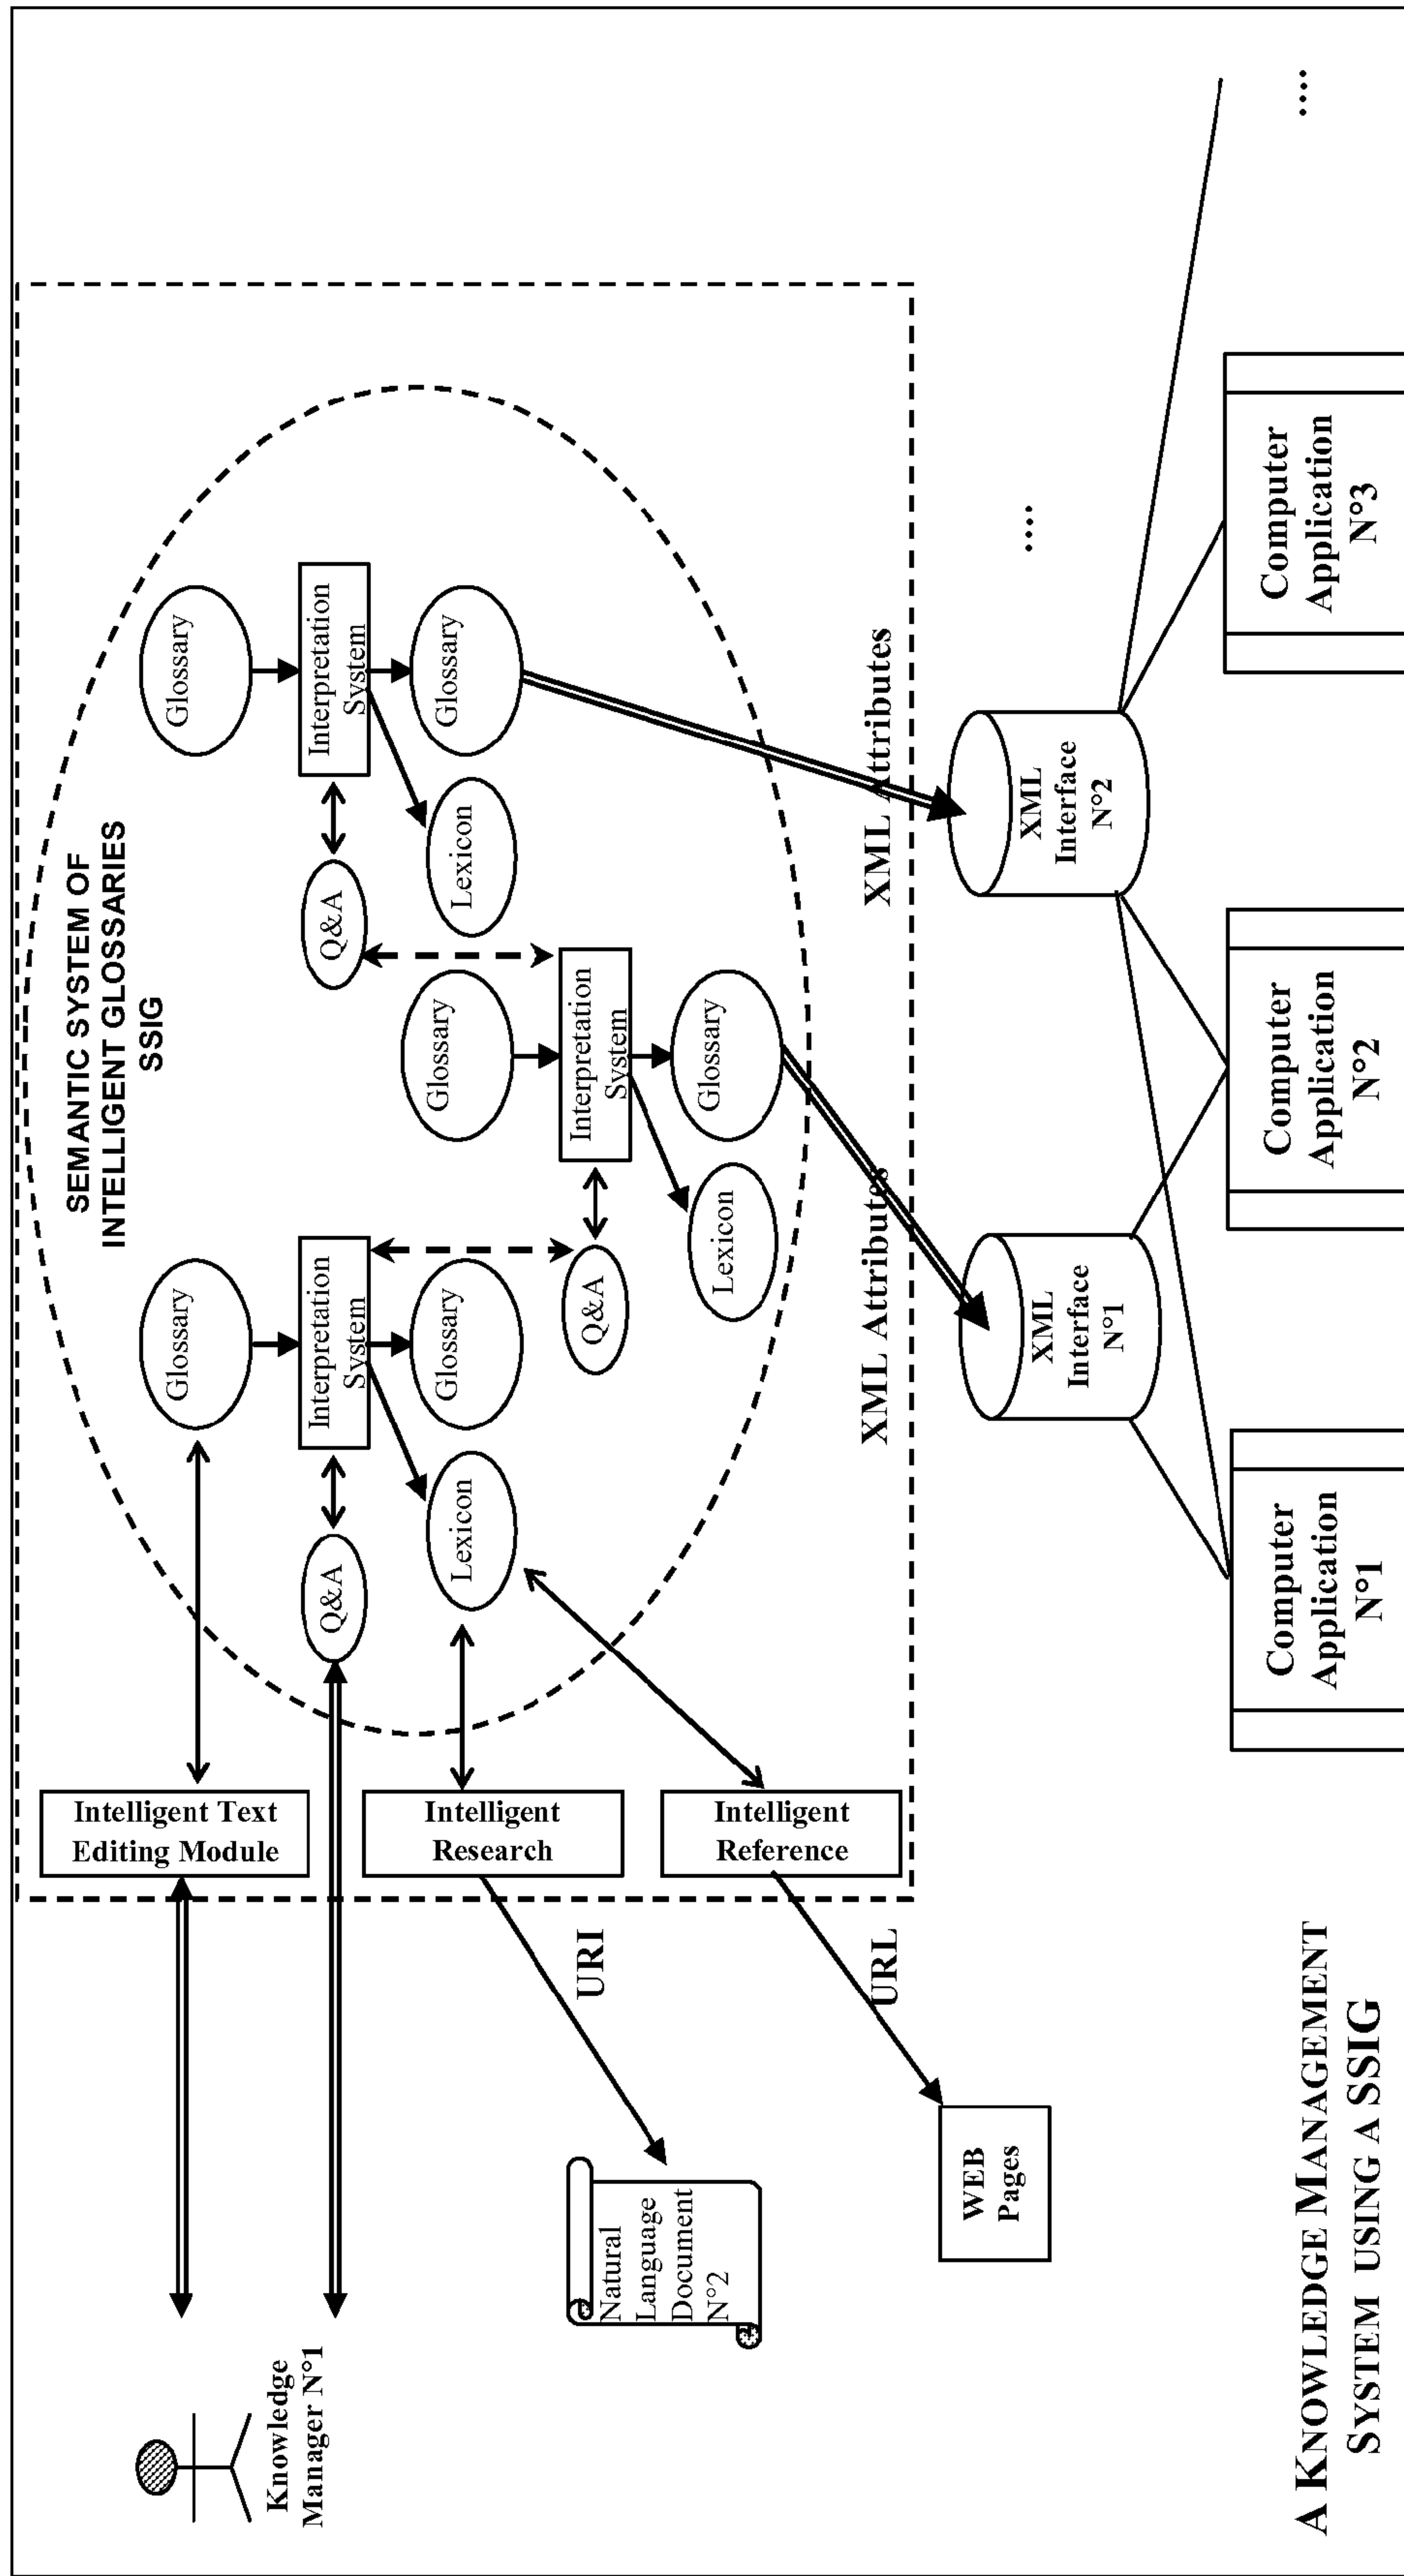 SEMANTIC SYSTEM OF
INTELLIGENT GLOSSARIES
SSIG
Knowledge
Manager N°1
Intelligent Text
Editing Module
Intelligent
Research
Intelligent
Reference
URI
URL
Natural
Language
Document
N°2
WEB
Pages
Glossary
Q&A
Interpretation
System
Lexicon
Glossary
Glossary
Q&A
Interpretation
System
Lexicon
Glossary
Glossary
Q&A
Interpretation
System
Lexicon
Glossary
XML Attributes
XML Attributes
XML
Interface
N°1
XML
Interface
N°2
....
Computer
Application
N°1
Computer
Application
N°2
Computer
Application
N°3
....
A KNOWLEDGE MANAGEMENT
SYSTEM USING A SSIG